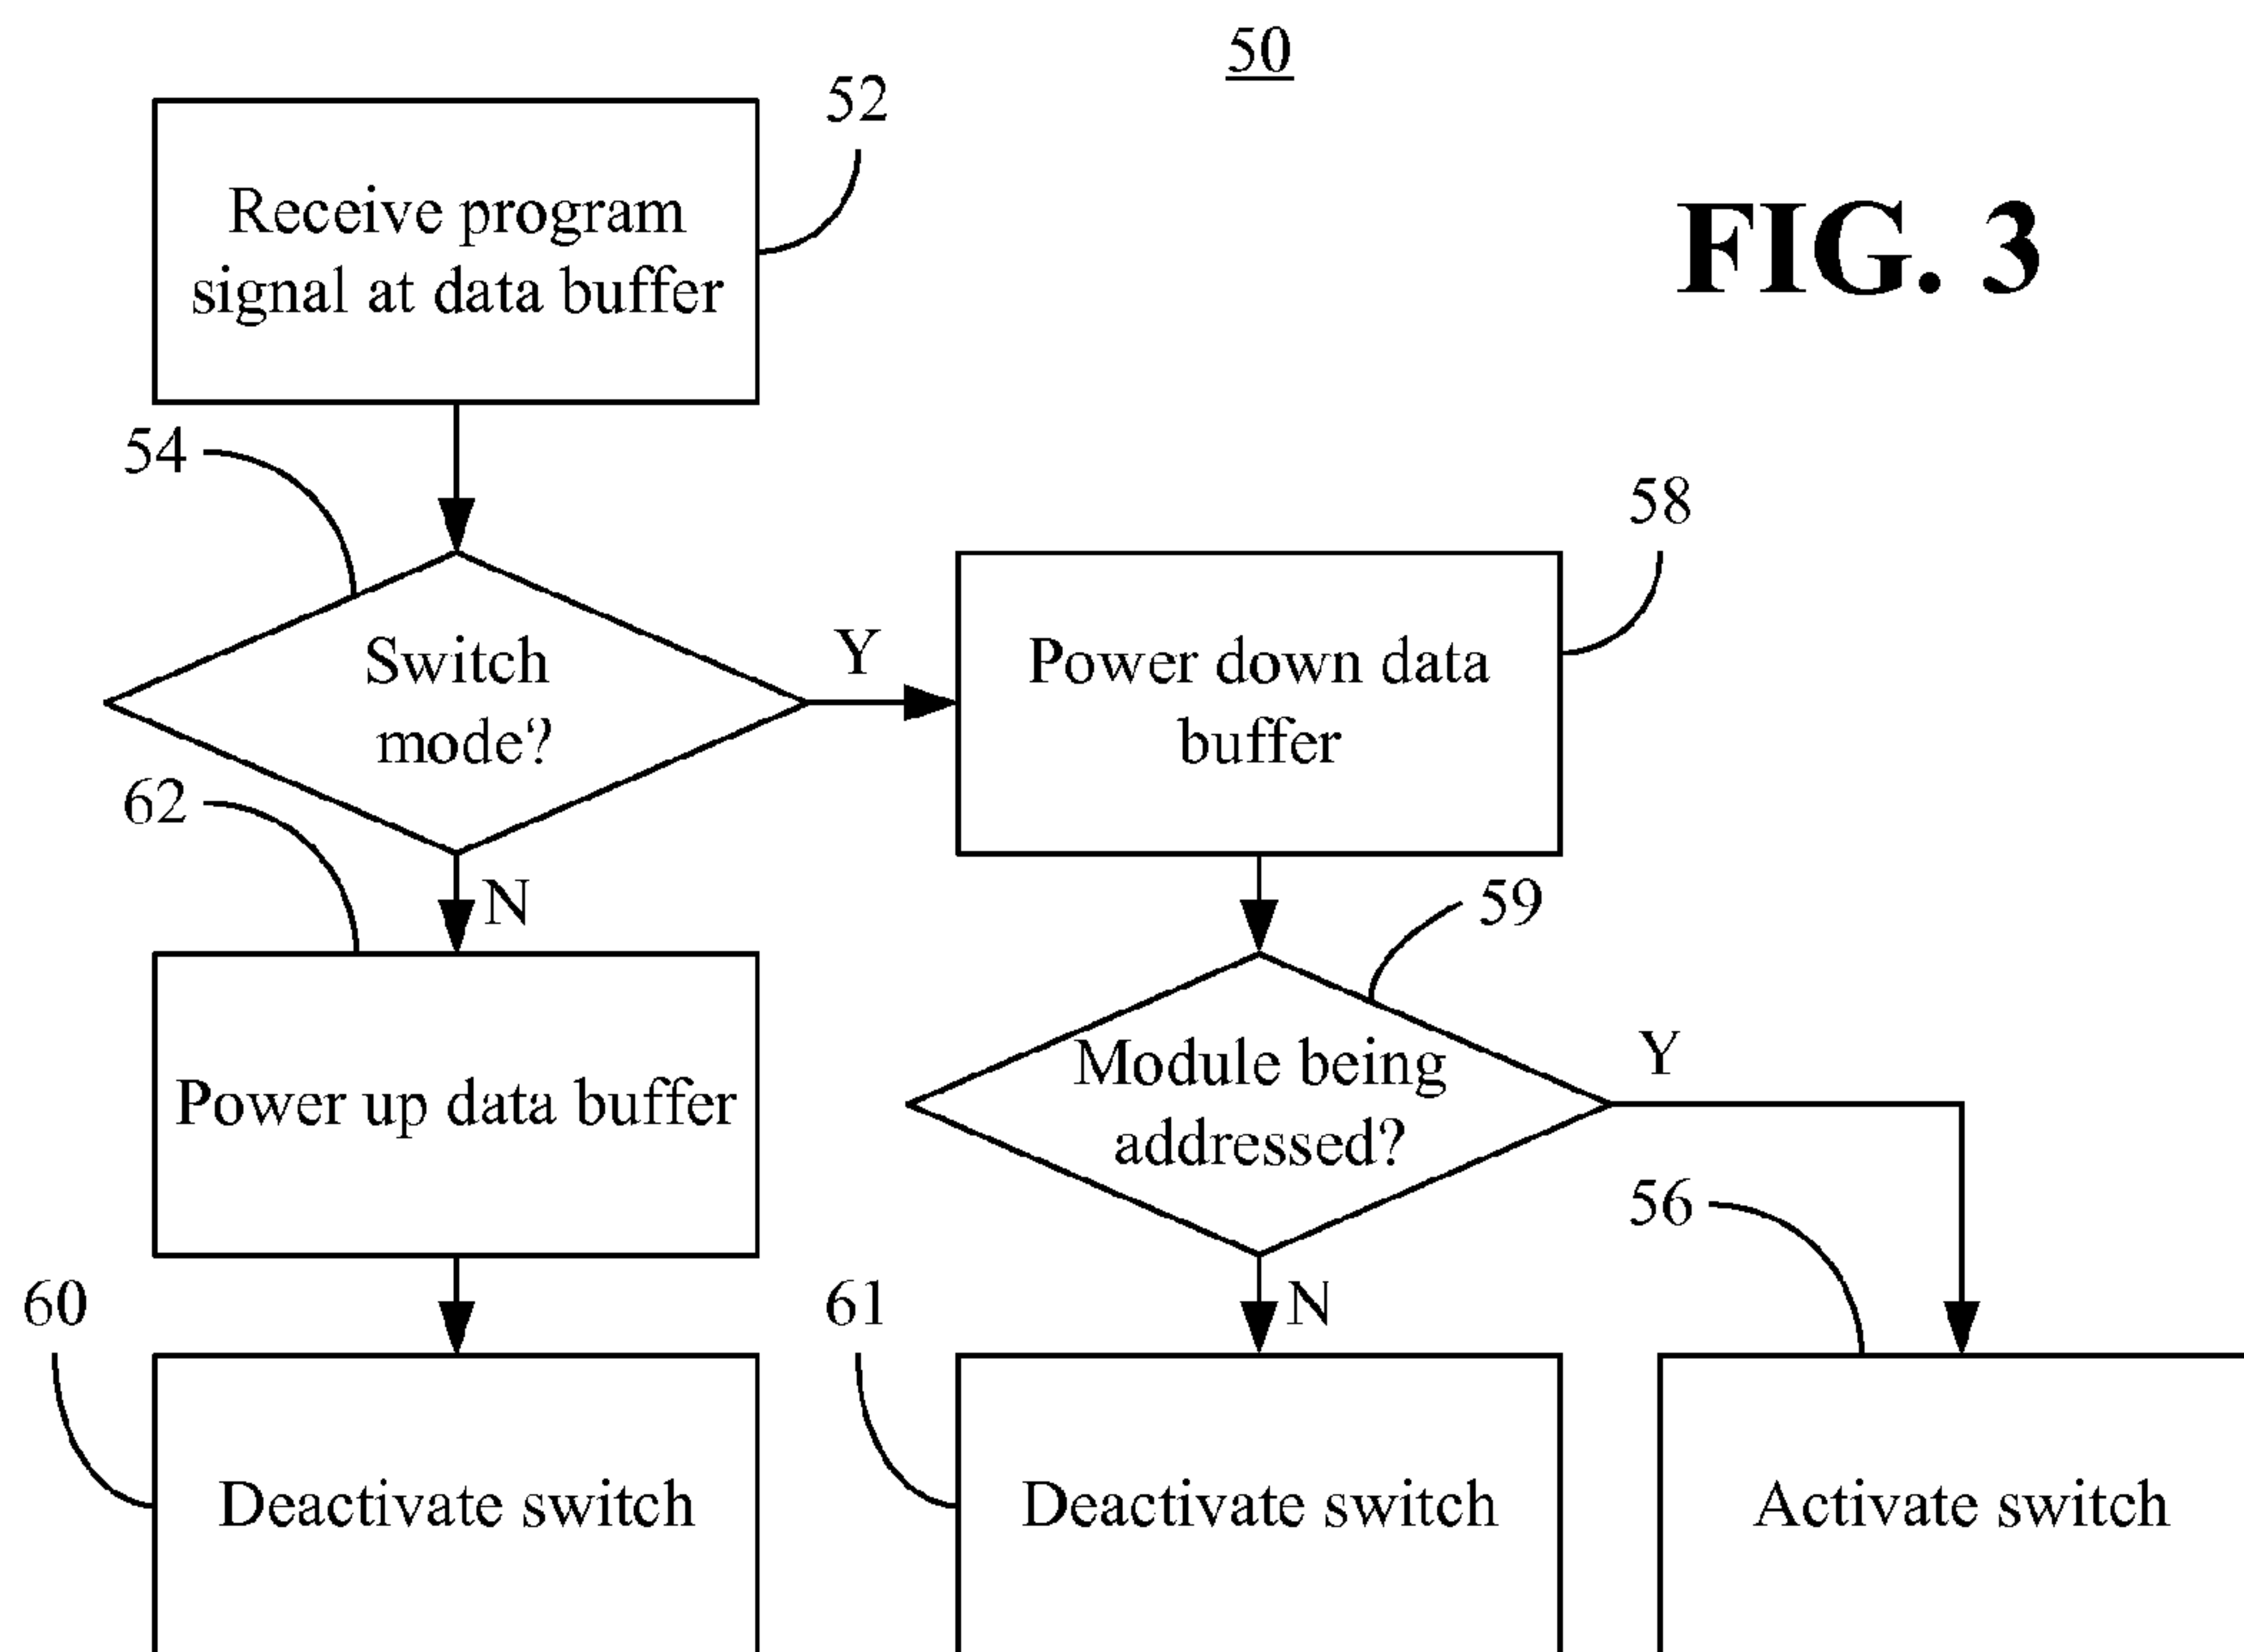 50
52
FIG. 3
Receive program
signal at data buffer
54
58
Switch
mode?
Y
Power down data
buffer
62
N
59
Power up data buffer
Module being
addressed?
Y
56
60
61
N
Deactivate switch
Deactivate switch
Activate switch